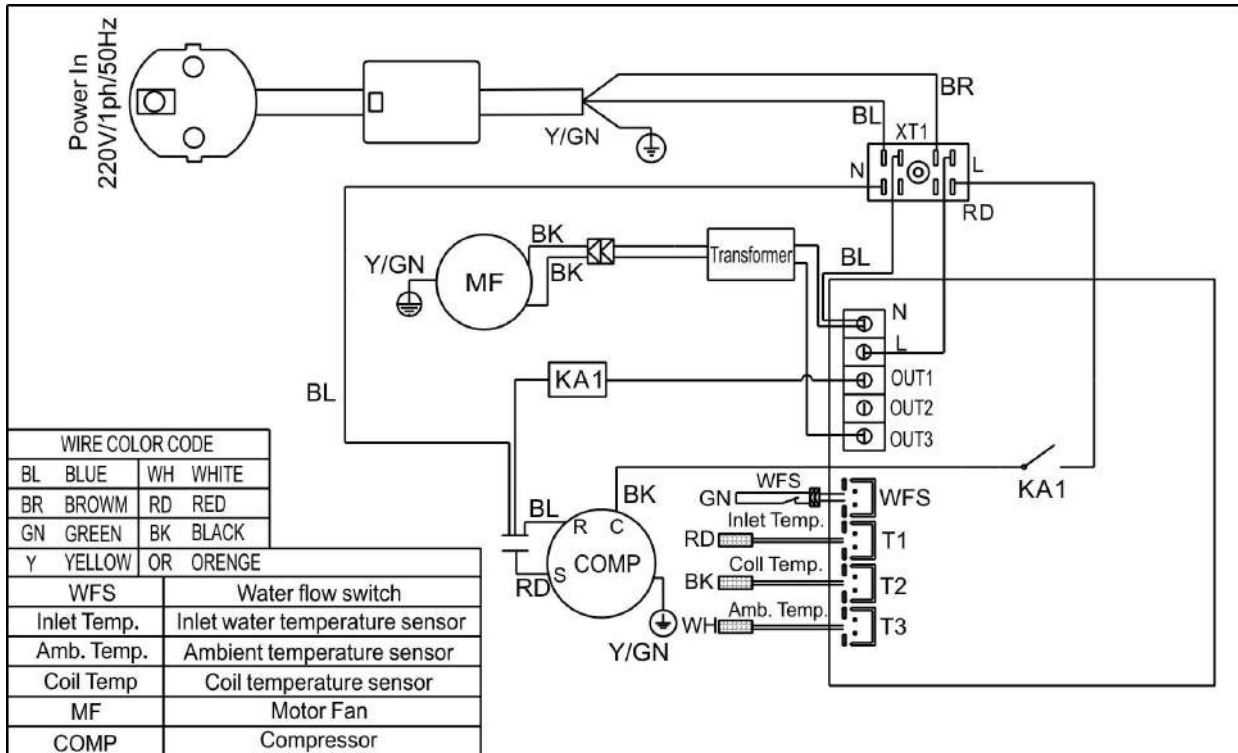 Power In
220V/1ph/50Hz
Y/GN
BR
BL
XT1
N
L
RD
BK
BK
Transformer
BL
Y/GN
MF
N
L
OUT1
OUT2
OUT3
KA1
BL
KA1
BK
WFS
GN
WFS
Inlet Temp.
RD
T1
Coll Temp.
BK
T2
Amb. Temp.
WH
T3
BL
R C
COMP
S
RD
Y/GN
WIRE COLOR CODE
BL BLUE WH WHITE
BR BROWM RD RED
GN GREEN BK BLACK
Y YELLOW OR ORENGE
WFS Water flow switch
Inlet Temp. Inlet water temperature sensor
Amb. Temp. Ambient temperature sensor
Coil Temp Coil temperature sensor
MF Motor Fan
COMP Compressor